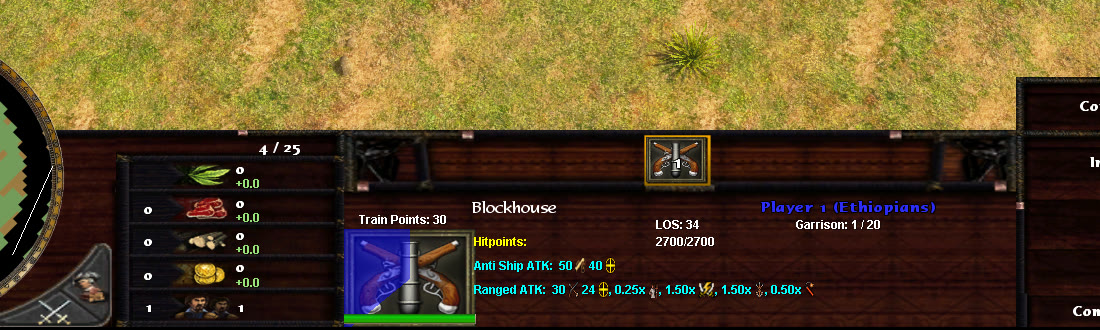 4 / 25
1
0
+0.0
0 0
+0.0
0 0
+0.0
0 0
+0.0
1 1
Blockhouse
Player 1 (Ethiopians)
Train Points: 30
LOS: 34
Garrison: 1 / 20
Hitpoints:
2700/2700
Anti Ship ATK: 50 40
Ranged ATK: 30 24 , 0.25x , 1.50x , 1.50x , 0.50x